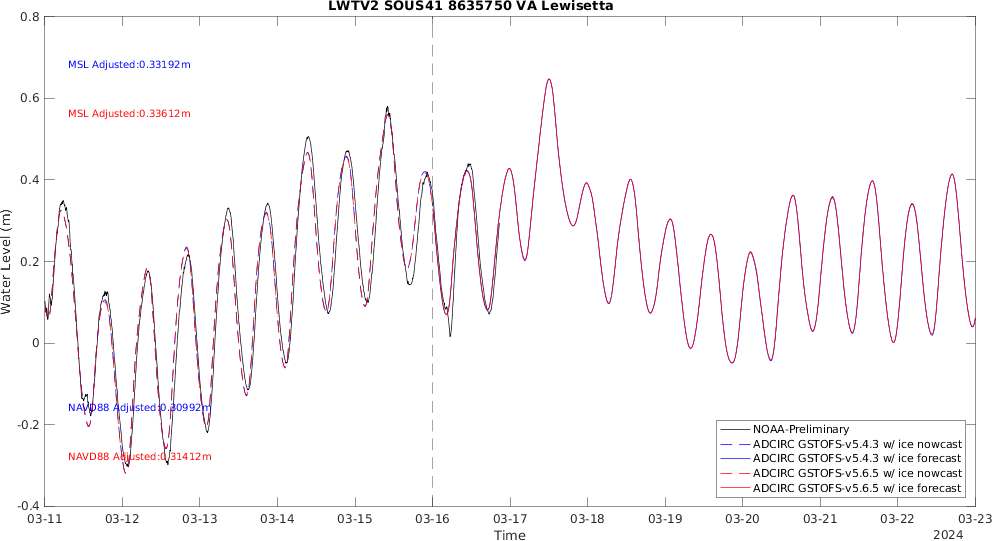 LWTV2 SOUS41 8635750 VA Lewisetta
0.8
0.6
0.4
0.2
0
-0.2
-0.4
Water Level (m)
MSL Adjusted:0.33192m
MSL Adjusted:0.33612m
NAVD88 Adjusted:0.30992m
NAVD88 Adjusted:0.31412m
NOAA-Preliminary
ADCIRC GSTOFS-v5.4.3 w/ ice nowcast
ADCIRC GSTOFS-v5.4.3 w/ ice forecast
ADCIRC GSTOFS-v5.6.5 w/ ice nowcast
ADCIRC GSTOFS-v5.6.5 w/ ice forecast
03-11 03-12 03-13 03-14 03-15 03-16 03-17 03-18 03-19 03-20 03-21 03-22 03-23
Time
2024